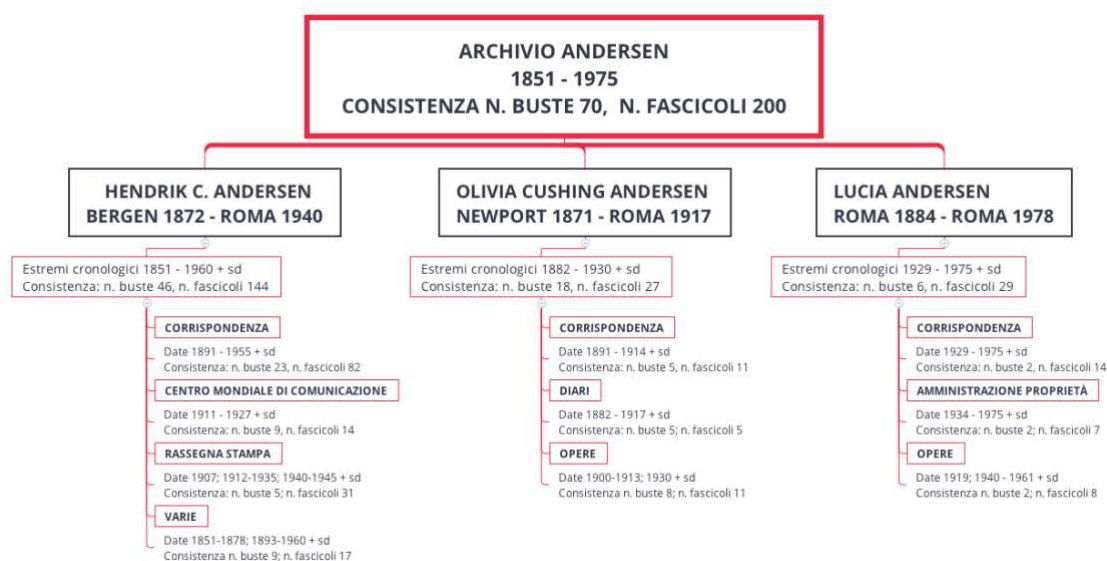 ARCHIVIO ANDERSEN
1851 - 1975
CONSISTENZA N. BUSTE 70, N. FASCICOLI 200
HENDRIK C. ANDERSEN
BERGEN 1872 - ROMA 1940
Estremi cronologici 1851 - 1960 + sd
Consistenza: n. buste 46, n. fascicoli 144
CORRISPONDENZA
Date 1891 - 1955 + sd
Consistenza: n. buste 23, n. fascicoli 82
CENTRO MONDIALE DI COMUNICAZIONE
Date 1911 - 1927 + sd
Consistenza: n. buste 9, n. fascicoli 14
RASSEGNA STAMPA
Date 1907; 1912-1935; 1940-1945 + sd
Consistenza: n. buste 5; n. fascicoli 31
VARIE
Date 1851-1878; 1893-1960 + sd
Consistenza n. buste 9; n. fascicoli 17
OLIVIA CUSHING ANDERSEN
NEWPORT 1871 - ROMA 1917
Estremi cronologici 1882 - 1930 + sd
Consistenza: n. buste 18, n. fascicoli 27
CORRISPONDENZA
Date 1891 - 1914 + sd
Consistenza: n. buste 5, n. fascicoli 11
DIARI
Date 1882 - 1917 + sd
Consistenza: n. buste 5; n. fascicoli 5
OPERE
Date 1900-1913; 1930 + sd
Consistenza n. buste 8; n. fascicoli 11
LUCIA ANDERSEN
ROMA 1884 - ROMA 1978
Estremi cronologici 1929 - 1975 + sd
Consistenza: n. buste 6, n. fascicoli 29
CORRISPONDENZA
Date 1929 - 1975 + sd
Consistenza: n. buste 2, n. fascicoli 14
AMMINISTRAZIONE PROPRIETÀ
Date 1934 - 1975 + sd
Consistenza: n. buste 2; n. fascicoli 7
OPERE
Date 1919; 1940 - 1961 + sd
Consistenza n. buste 2; n. fascicoli 8